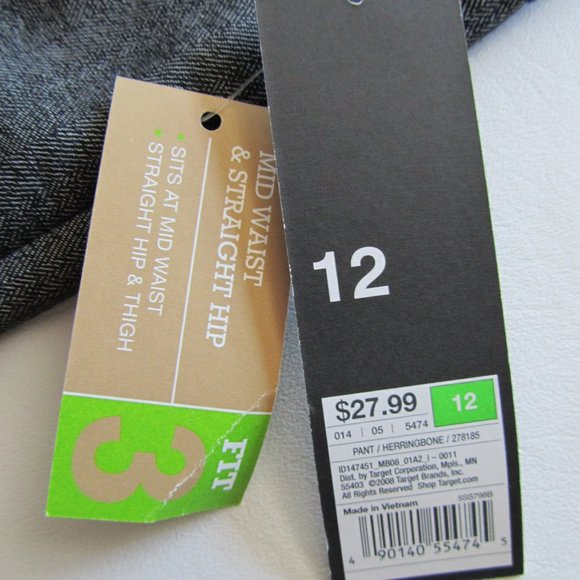 MID WAIST
& STRAIGHT HIP
• SITS AT MID WAIST
• STRAIGHT HIP & THIGH
FIT
3
12
$27.99
12
014 | 05 | 5474
PANT / HERRINGBONE / 278185
ID147451_MB08_01A2_i – 0011
Dist. by Target Corporation, Mpls., MN
55403 ©2008 Target Brands, Inc.
All Rights Reserved Shop Target.com
5SS798B
Made in Vietnam
4 90140 55474 5